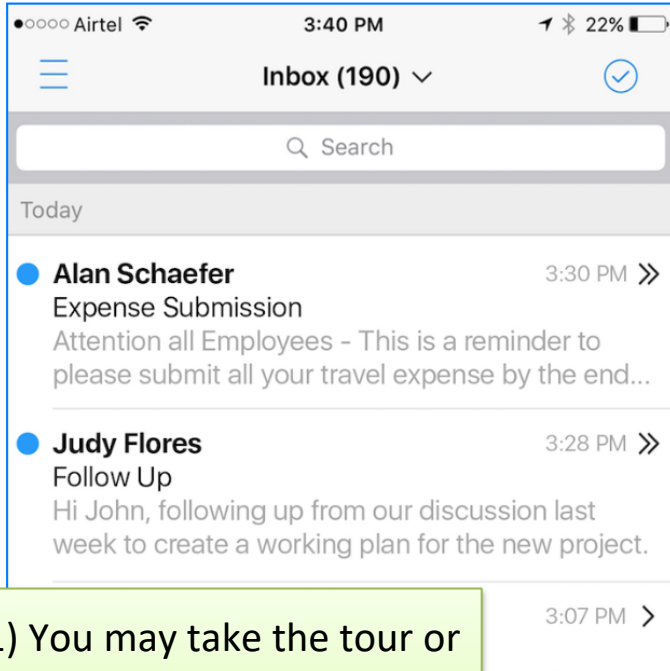 Airtel 3:40 PM 22%
Inbox (190)
Search
Today
Alan Schaefer 3:30 PM
Expense Submission
Attention all Employees - This is a reminder to
please submit all your travel expense by the end...
Judy Flores 3:28 PM
Follow Up
Hi John, following up from our discussion last
week to create a working plan for the new project.
3:07 PM
1) You may take the tour or